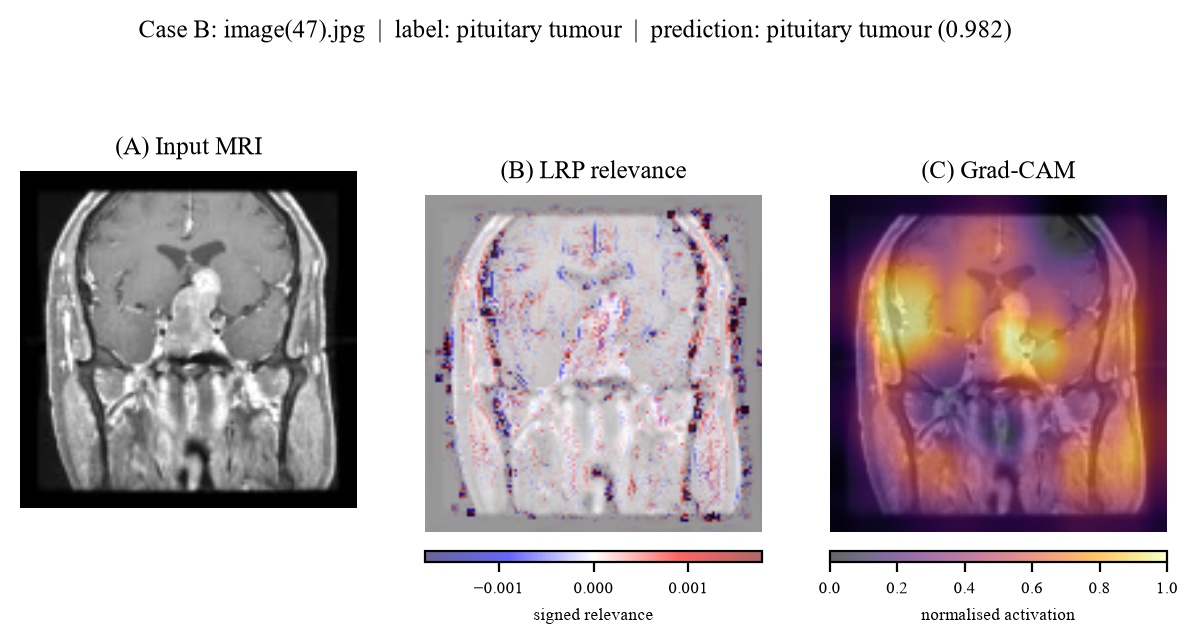 Case B: image(47).jpg | label: pituitary tumour | prediction: pituitary tumour (0.982)
(A) Input MRI
(B) LRP relevance
(C) Grad-CAM
−0.001 0.000 0.001
signed relevance
0.0 0.2 0.4 0.6 0.8 1.0
normalised activation